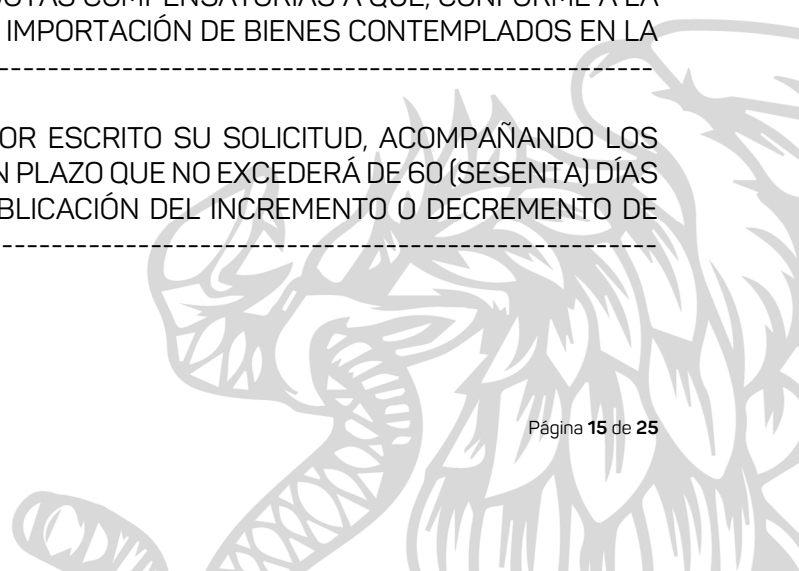 OTAS COMPENSATORIAS A QUE, CONFORME A LA
IMPORTACIÓN DE BIENES CONTEMPLADOS EN LA
--------------------------------------------------------
OR ESCRITO SU SOLICITUD, ACOMPAÑANDO LOS
N PLAZO QUE NO EXCEDERÁ DE 60 (SESENTA) DÍAS
BLICACIÓN DEL INCREMENTO O DECREMENTO DE
--------------------------------------------------------
Página 15 de 25